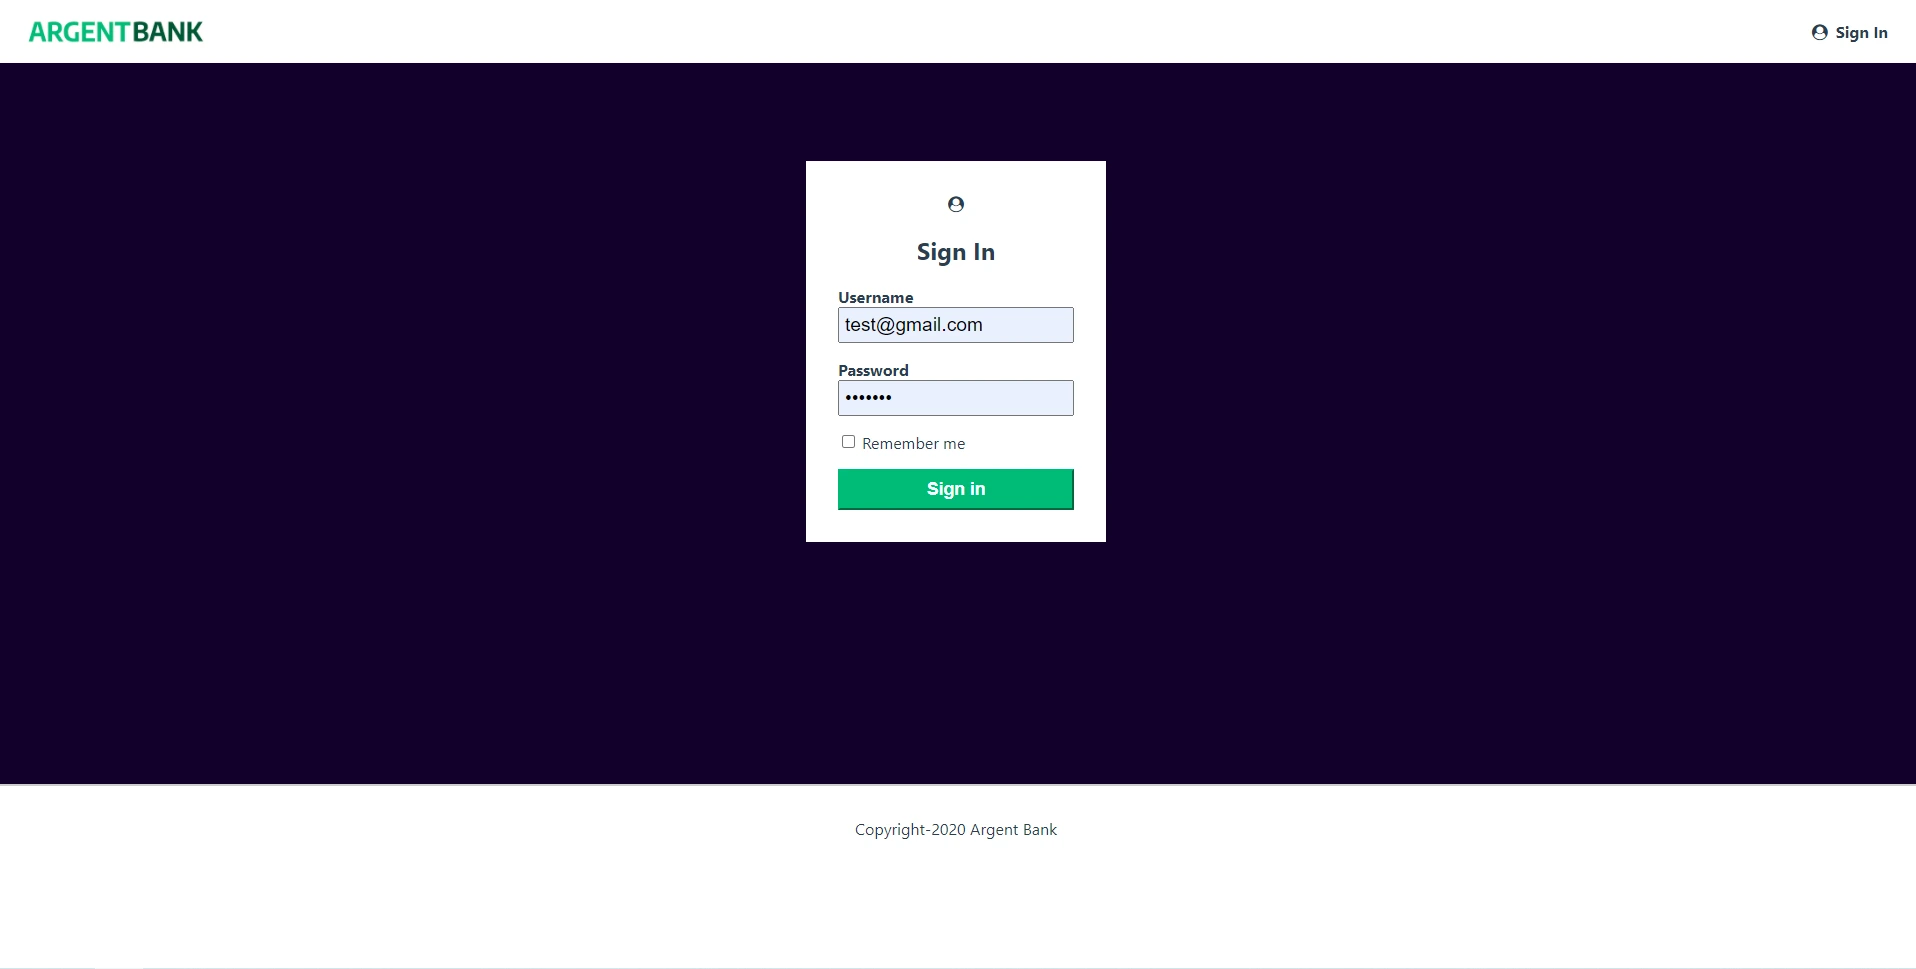 ARGENTBANK
Sign In
Sign In
Username
test@gmail.com
Password
•••••••
Remember me
Sign in
Copyright-2020 Argent Bank